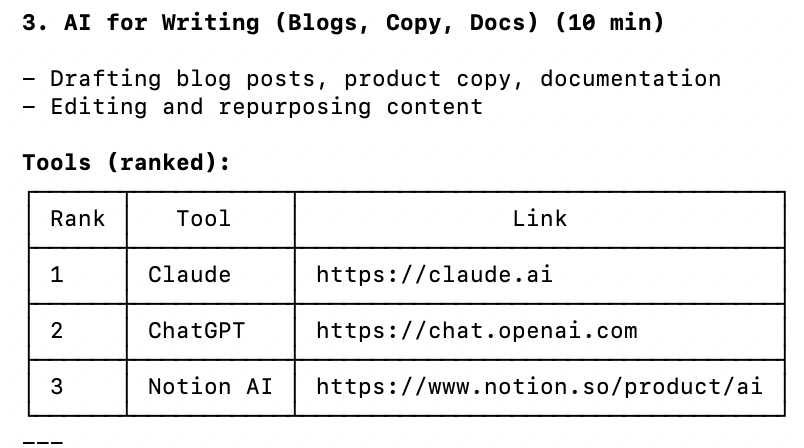 3. AI for Writing (Blogs, Copy, Docs) (10 min)
– Drafting blog posts, product copy, documentation
– Editing and repurposing content
Tools (ranked):
Rank Tool Link
1 Claude https://claude.ai
2 ChatGPT https://chat.openai.com
3 Notion AI https://www.notion.so/product/ai
---